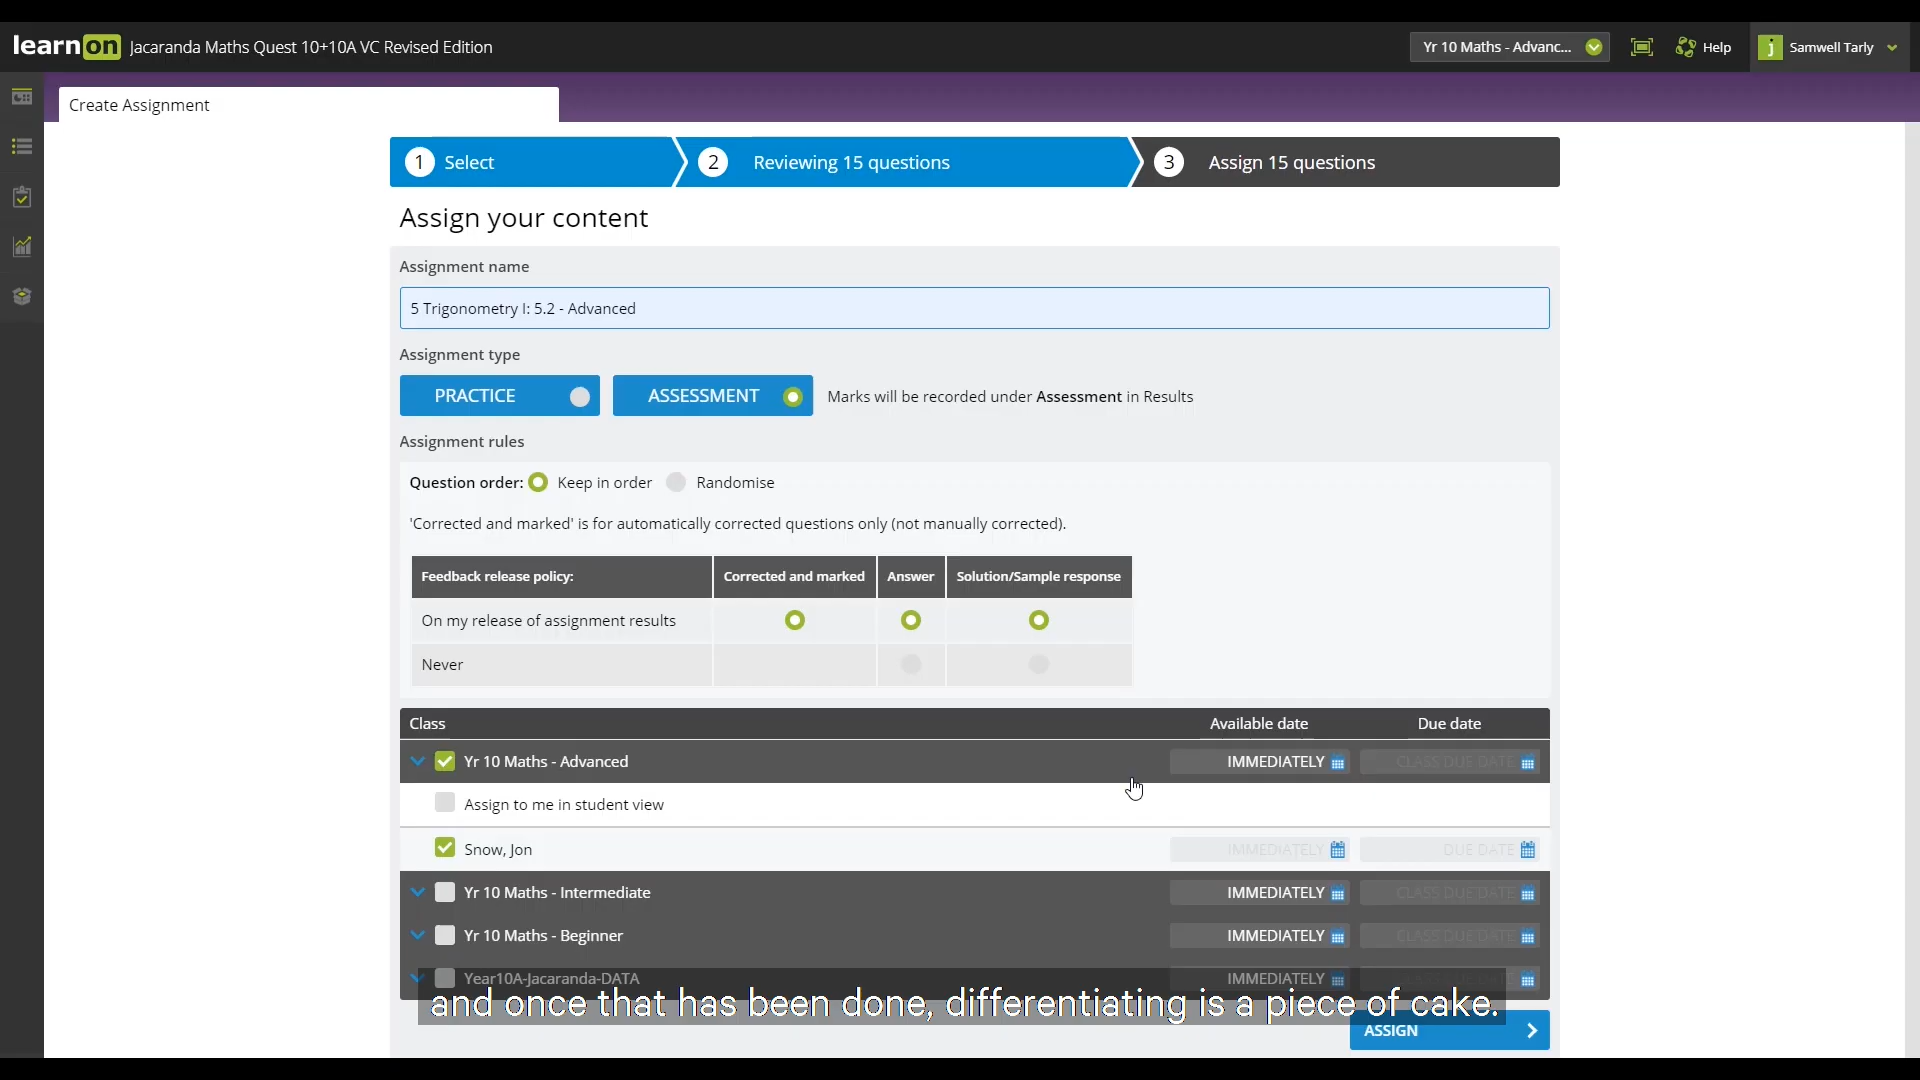 learnon Jacaranda Maths Quest 10+10A VC Revised Edition
Yr 10 Maths - Advanc... Help j Samwell Tarly
Create Assignment
1 Select 2 Reviewing 15 questions 3 Assign 15 questions
Assign your content
Assignment name
5 Trigonometry I: 5.2 - Advanced
Assignment type
PRACTICE ASSESSMENT Marks will be recorded under Assessment in Results
Assignment rules
Question order: Keep in order Randomise
'Corrected and marked' is for automatically corrected questions only (not manually corrected).
Feedback release policy: Corrected and marked Answer Solution/Sample response
On my release of assignment results
Never
Class Available date Due date
Yr 10 Maths - Advanced IMMEDIATELY CLASS DUE DATE
Assign to me in student view
Snow, Jon IMMEDIATELY DUE DATE
Yr 10 Maths - Intermediate IMMEDIATELY CLASS DUE DATE
Yr 10 Maths - Beginner IMMEDIATELY CLASS DUE DATE
Year10A-Jacaranda-DATA IMMEDIATELY
and once that has been done, differentiating is a piece of cake.
ASSIGN